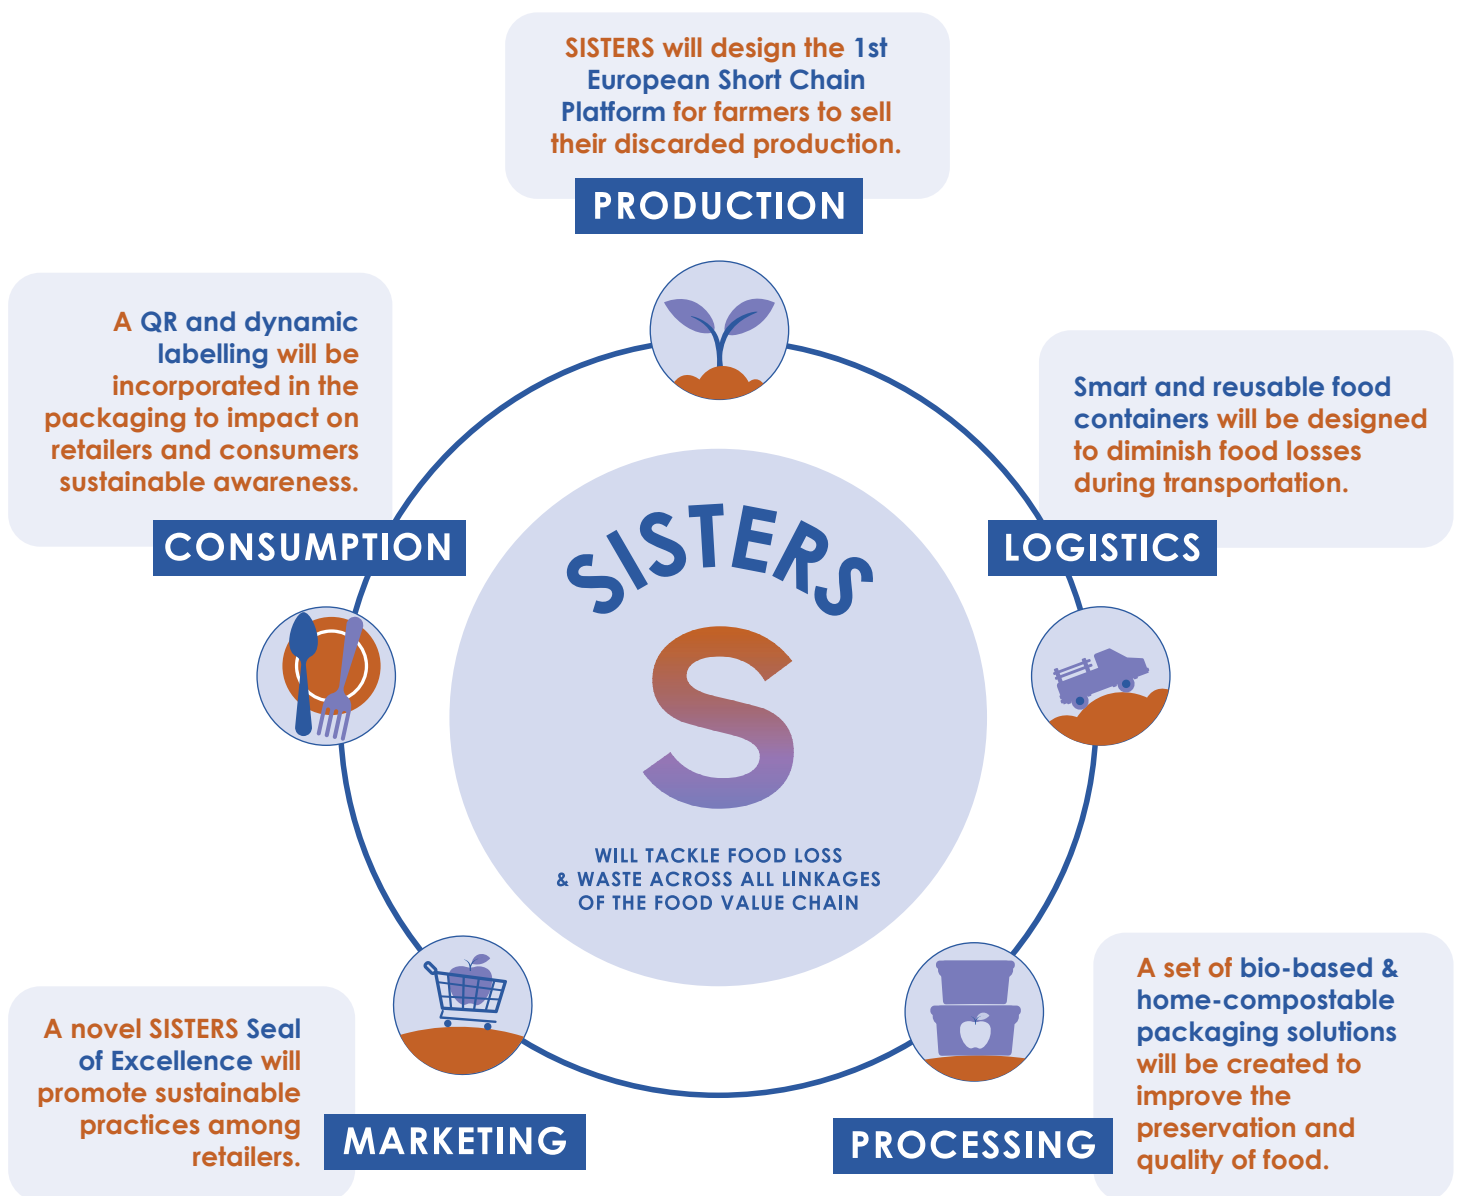 SISTERS will design the 1st
European Short Chain
Platform for farmers to sell
their discarded production.
PRODUCTION
A QR and dynamic
labelling will be
incorporated in the
packaging to impact on
retailers and consumers
sustainable awareness.
CONSUMPTION
Smart and reusable food
containers will be designed
to diminish food losses
during transportation.
LOGISTICS
SISTERS
S
WILL TACKLE FOOD LOSS
& WASTE ACROSS ALL LINKAGES
OF THE FOOD VALUE CHAIN
A novel SISTERS Seal
of Excellence will
promote sustainable
practices among
retailers.
MARKETING
A set of bio-based &
home-compostable
packaging solutions
will be created to
improve the
preservation and
quality of food.
PROCESSING